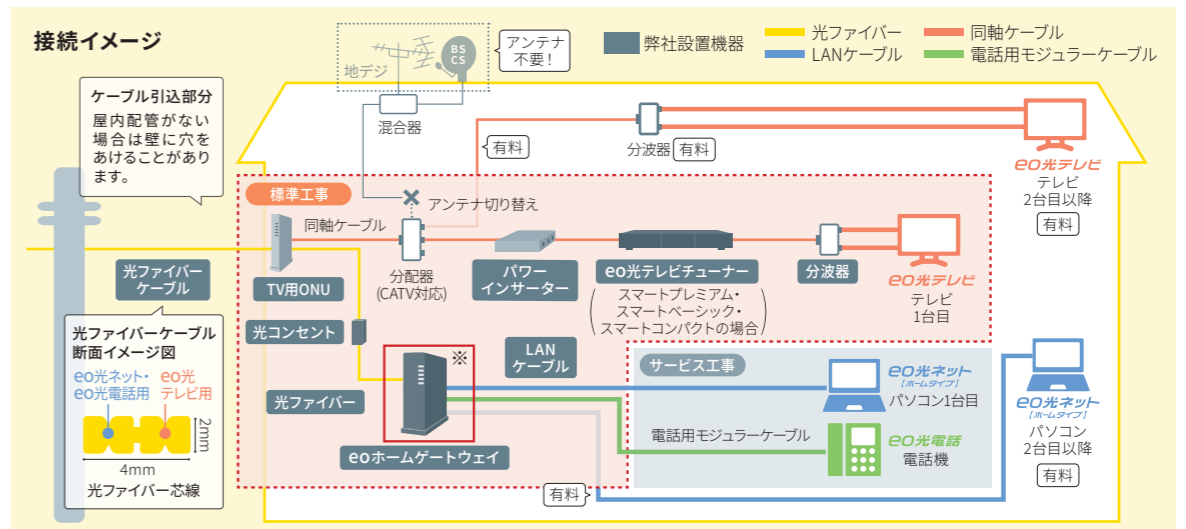 接続イメージ
地デジ
BS
CS
アンテナ
不要!
混合器
弊社設置機器
光ファイバー
同軸ケーブル
LANケーブル
電話用モジュラーケーブル
ケーブル引込部分
屋内配管がない
場合は壁に穴を
あけることがあり
ます。
有料
分波器
有料
eo光テレビ
テレビ
2台目以降
有料
標準工事
アンテナ切り替え
同軸ケーブル
TV用ONU
分配器
(CATV対応)
パワー
インサーター
eo光テレビチューナー
スマートプレミアム・
スマートベーシック・
スマートコンパクトの場合
分波器
eo光テレビ
テレビ
1台目
光ファイバー
ケーブル
光ファイバーケーブル
断面イメージ図
eo光ネット・
eo光電話用
eo光
テレビ用
2mm
4mm
光ファイバー芯線
光コンセント
※
光ファイバー
eoホームゲートウェイ
LAN
ケーブル
サービス工事
eo光ネット
[ホームタイプ]
パソコン1台目
電話用モジュラーケーブル
eo光電話
電話機
有料
eo光ネット
[ホームタイプ]
パソコン
2台目以降
有料